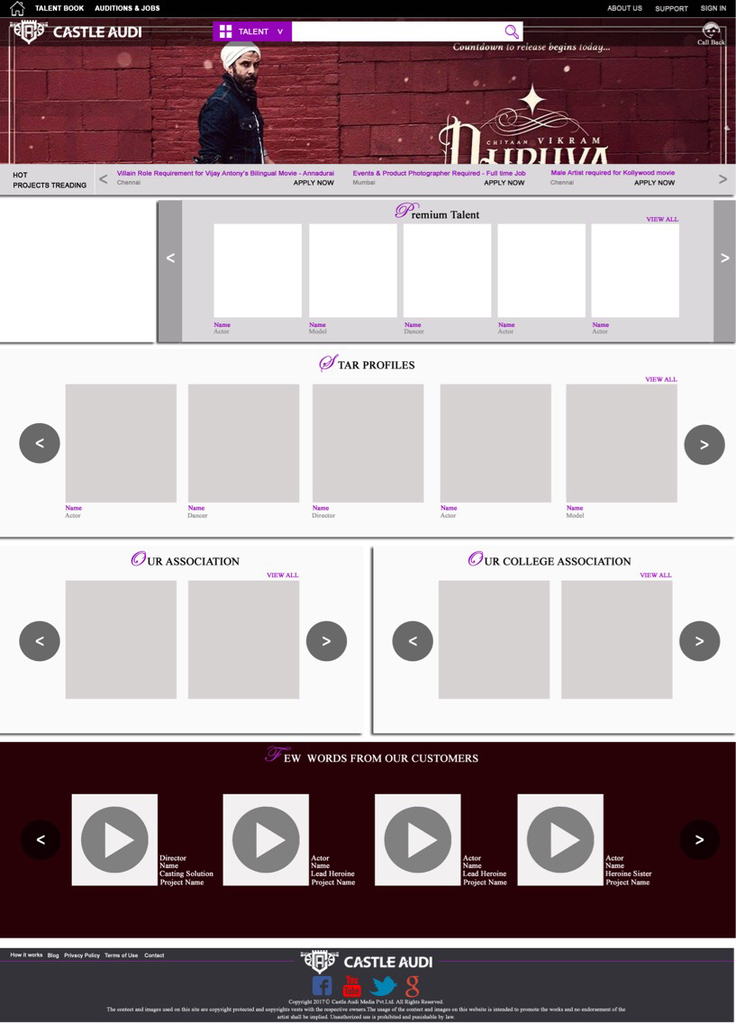 TALENT BOOK AUDITIONS & JOBS ABOUT US SUPPORT SIGN IN
CASTLE AUDI TALENT
Call Back
Countdown to release begins today...
CHIYAAN VIKRAM
DHRUVA
HOT
PROJECTS TREADING
Villain Role Requirement for Vijay Antony's Bilingual Movie - Annadurai
Chennai APPLY NOW
Events & Product Photographer Required - Full time Job
Mumbai APPLY NOW
Male Artist required for Kollywood movie
Chennai APPLY NOW
< >
Premium Talent
VIEW ALL
< >
Name Name Name Name Name
Actor Model Dancer Actor Actor
STAR PROFILES
VIEW ALL
< >
Name Name Name Name Name
Actor Dancer Director Actor Model
OUR ASSOCIATION
VIEW ALL
< >
OUR COLLEGE ASSOCIATION
VIEW ALL
< >
FEW WORDS FROM OUR CUSTOMERS
< >
Director
Name
Casting Solution
Project Name
Actor
Name
Lead Heroine
Project Name
Actor
Name
Lead Heroine
Project Name
Actor
Name
Heroine Sister
Project Name
How it works Blog Privacy Policy Terms of Use Contact
CASTLE AUDI
f You Tube g
Copyright 2017© Castle Audi Media Pvt.Ltd. All Rights Reserved.
The context and images used on this site are copyright protected and copyrights vests with the respective owners.The usage of the context and images on this website is intended to promote the works and no endorsement of the
artist shall be implied. Unauthorized use is prohibited and punishable by law.